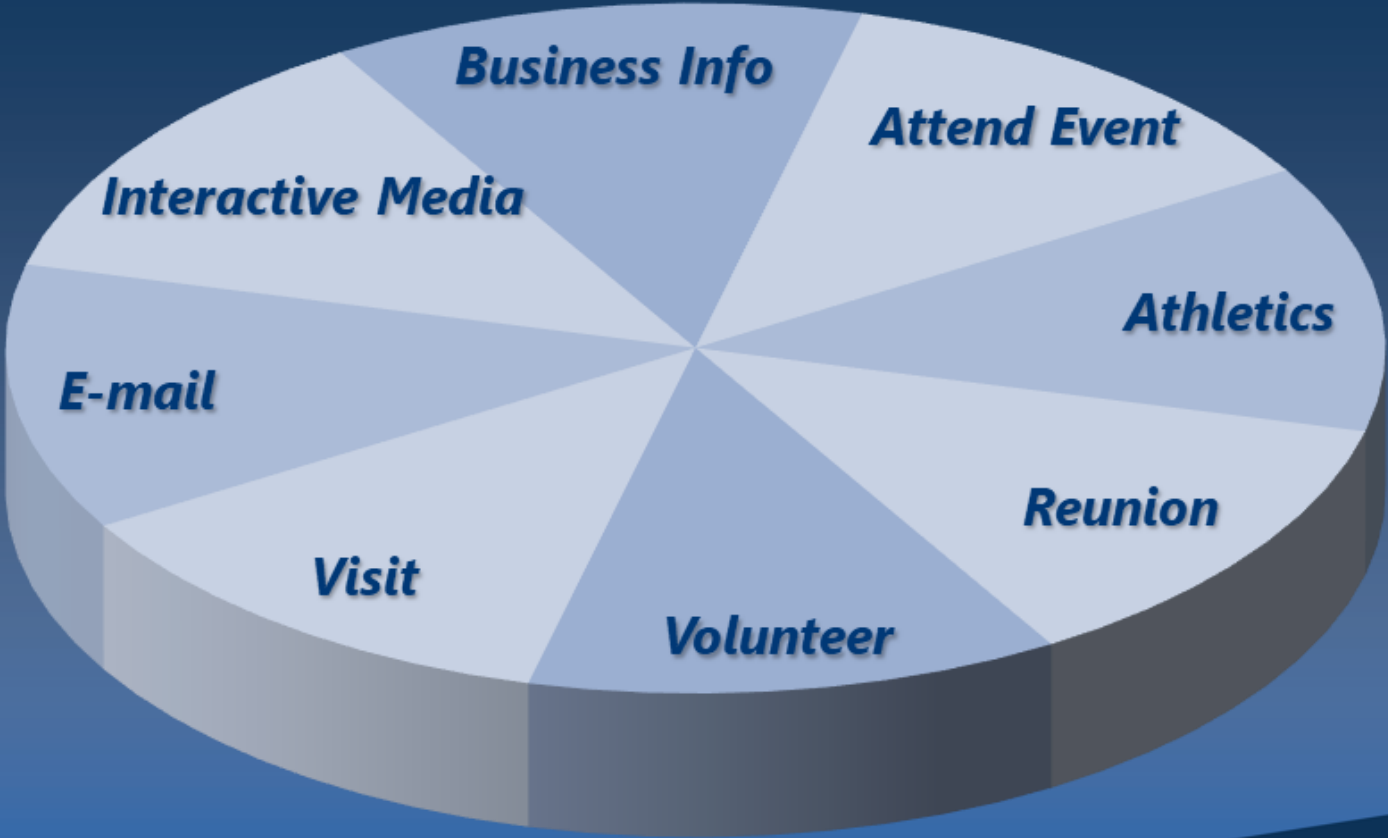 Business Info
Attend Event
Interactive Media
Athletics
E-mail
Reunion
Visit
Volunteer